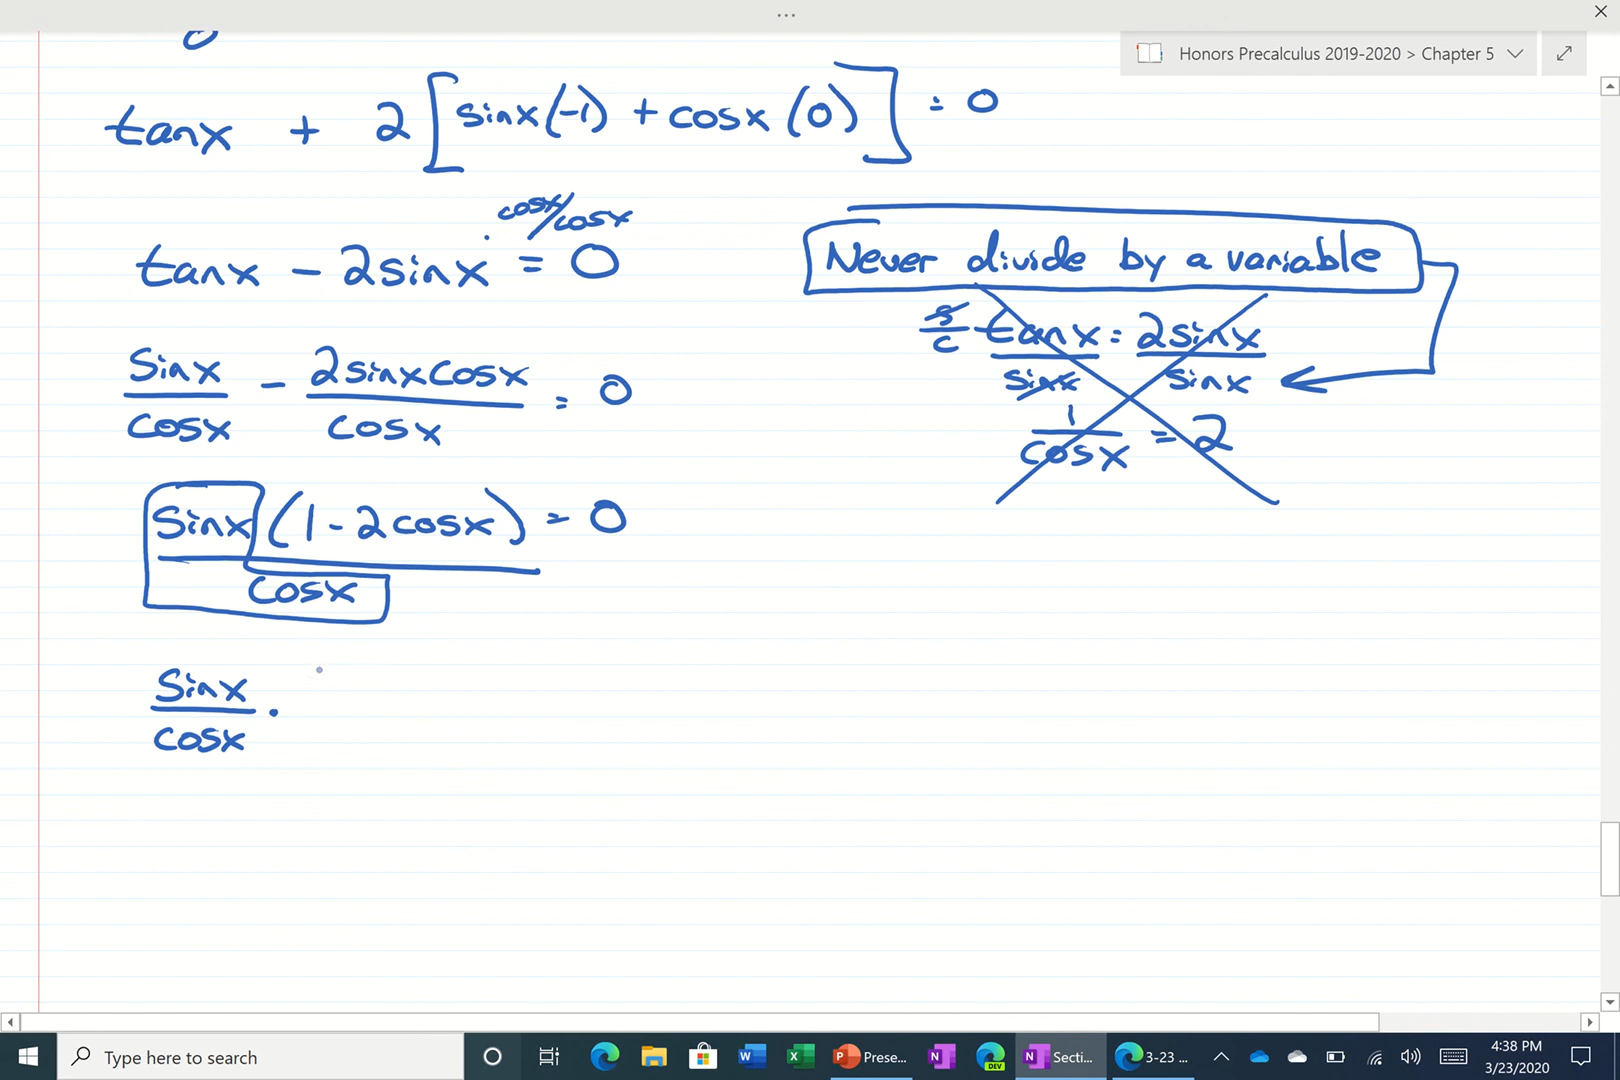 Honors Precalculus 2019-2020 > Chapter 5
tanx + 2[sinx(-1) + cosx(0)] = 0
cosx/cosx
tanx - 2sinx · = 0
sinx/cosx - 2sinxcosx/cosx = 0
sinx(1-2cosx)/cosx = 0
sinx/cosx ·
Never divide by a variable
s/c tanx/sinx = 2sinx/sinx
1/cosx = 2
Type here to search
Prese...
DEV
Secti...
3-23 ...
4:38 PM
3/23/2020